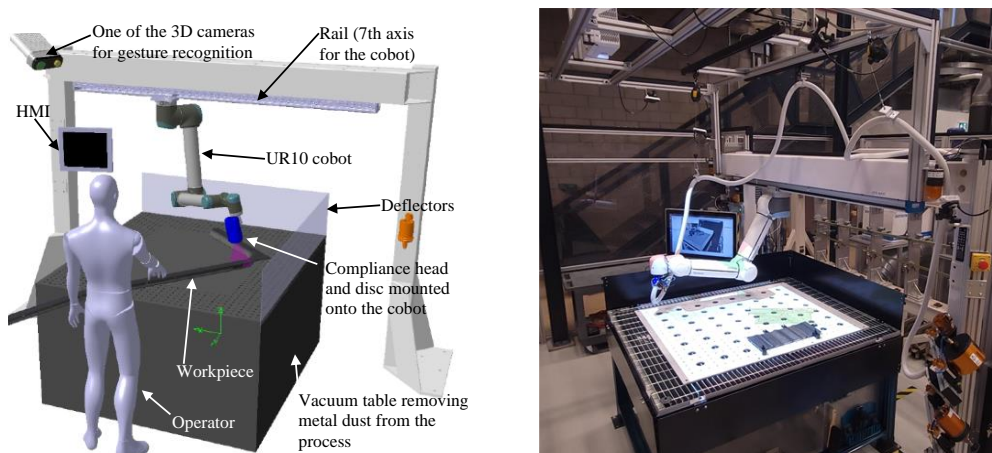 One of the 3D cameras
for gesture recognition
Rail (7th axis
for the cobot)
HMI
UR10 cobot
Deflectors
Compliance head
and disc mounted
onto the cobot
Workpiece
Operator
Vacuum table removing
metal dust from the
process